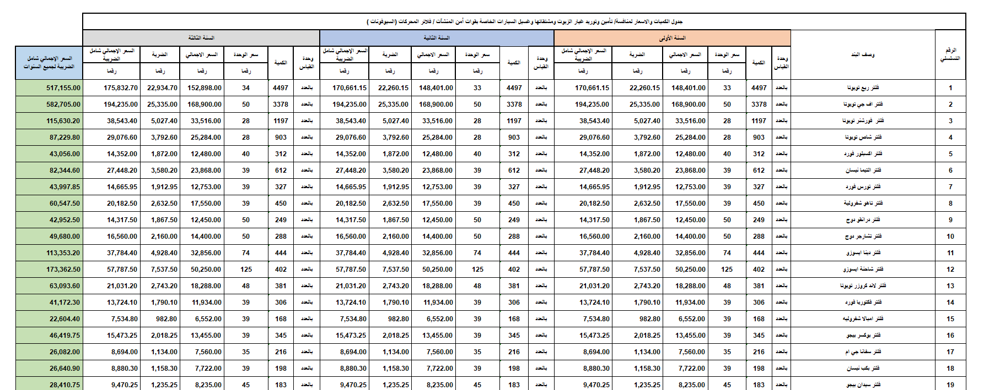 جدول الكميات والاسعار لمنافسة/ تأمين وتوريد غيار الزيوت ومشتقاتها وغسيل السيارات الخاصة بقوات أمن المنشآت / فلاتر المحركات (السيوفونات )
السنة الأولى السنة الثانية السنة الثالثة
الرقم التسلسلي وصف البند وحدة القياس الكمية سعر الوحدة السعر الاجمالي الضريبة السعر الإجمالي شامل الضريبة وحدة القياس الكمية سعر الوحدة السعر الاجمالي الضريبة السعر الإجمالي شامل الضريبة وحدة القياس الكمية سعر الوحدة السعر الاجمالي الضرية السعر الإجمالي شامل الضريبة السعر الإجمالي شامل الضريبة لجميع السنوات
رقما رقما رقما رقما رقما رقما رقما رقما رقما رقما رقما رقما
1 فلتر ربع تويوتا بالعدد 4497 33 148,401.00 22,260.15 170,661.15 بالعدد 4497 33 148,401.00 22,260.15 170,661.15 بالعدد 4497 34 152,898.00 22,934.70 175,832.70 517,155.00
2 فلتر اف جي تويوتا بالعدد 3378 50 168,900.00 25,335.00 194,235.00 بالعدد 3378 50 168,900.00 25,335.00 194,235.00 بالعدد 3378 50 168,900.00 25,335.00 194,235.00 582,705.00
3 فلتر فورشنر تويوتا بالعدد 1197 28 33,516.00 5,027.40 38,543.40 بالعدد 1197 28 33,516.00 5,027.40 38,543.40 بالعدد 1197 28 33,516.00 5,027.40 38,543.40 115,630.20
4 فلتر شاص تويوتا بالعدد 903 28 25,284.00 3,792.60 29,076.60 بالعدد 903 28 25,284.00 3,792.60 29,076.60 بالعدد 903 28 25,284.00 3,792.60 29,076.60 87,229.80
5 فلتر اكسبلور فورد بالعدد 312 40 12,480.00 1,872.00 14,352.00 بالعدد 312 40 12,480.00 1,872.00 14,352.00 بالعدد 312 40 12,480.00 1,872.00 14,352.00 43,056.00
6 فلتر التيما نيسان بالعدد 612 39 23,868.00 3,580.20 27,448.20 بالعدد 612 39 23,868.00 3,580.20 27,448.20 بالعدد 612 39 23,868.00 3,580.20 27,448.20 82,344.60
7 فلتر تورس فورد بالعدد 327 39 12,753.00 1,912.95 14,665.95 بالعدد 327 39 12,753.00 1,912.95 14,665.95 بالعدد 327 39 12,753.00 1,912.95 14,665.95 43,997.85
8 فلتر تاهو شفرولية بالعدد 450 39 17,550.00 2,632.50 20,182.50 بالعدد 450 39 17,550.00 2,632.50 20,182.50 بالعدد 450 39 17,550.00 2,632.50 20,182.50 60,547.50
9 فلتر درانقو دوج بالعدد 249 50 12,450.00 1,867.50 14,317.50 بالعدد 249 50 12,450.00 1,867.50 14,317.50 بالعدد 249 50 12,450.00 1,867.50 14,317.50 42,952.50
10 فلتر تشارجر دوج بالعدد 288 50 14,400.00 2,160.00 16,560.00 بالعدد 288 50 14,400.00 2,160.00 16,560.00 بالعدد 288 50 14,400.00 2,160.00 16,560.00 49,680.00
11 فلتر دينا ايسوزو بالعدد 444 74 32,856.00 4,928.40 37,784.40 بالعدد 444 74 32,856.00 4,928.40 37,784.40 بالعدد 444 74 32,856.00 4,928.40 37,784.40 113,353.20
12 فلتر شاحنة ايسوزو بالعدد 402 125 50,250.00 7,537.50 57,787.50 بالعدد 402 125 50,250.00 7,537.50 57,787.50 بالعدد 402 125 50,250.00 7,537.50 57,787.50 173,362.50
13 فلتر لاند كروزر تويوتا بالعدد 381 48 18,288.00 2,743.20 21,031.20 بالعدد 381 48 18,288.00 2,743.20 21,031.20 بالعدد 381 48 18,288.00 2,743.20 21,031.20 63,093.60
14 فلتر فكتوريا فورد بالعدد 306 39 11,934.00 1,790.10 13,724.10 بالعدد 306 39 11,934.00 1,790.10 13,724.10 بالعدد 306 39 11,934.00 1,790.10 13,724.10 41,172.30
15 فلتر امبالا شفروليه بالعدد 168 39 6,552.00 982.80 7,534.80 بالعدد 168 39 6,552.00 982.80 7,534.80 بالعدد 168 39 6,552.00 982.80 7,534.80 22,604.40
16 فلتر بوكسر بيجو بالعدد 345 39 13,455.00 2,018.25 15,473.25 بالعدد 345 39 13,455.00 2,018.25 15,473.25 بالعدد 345 39 13,455.00 2,018.25 15,473.25 46,419.75
17 فلتر سفانا جي ام بالعدد 216 35 7,560.00 1,134.00 8,694.00 بالعدد 216 35 7,560.00 1,134.00 8,694.00 بالعدد 216 35 7,560.00 1,134.00 8,694.00 26,082.00
18 فلتر بكب نيسان بالعدد 198 39 7,722.00 1,158.30 8,880.30 بالعدد 198 39 7,722.00 1,158.30 8,880.30 بالعدد 198 39 7,722.00 1,158.30 8,880.30 26,640.90
19 فلتر سيدان بيجو بالعدد 183 45 8,235.00 1,235.25 9,470.25 بالعدد 183 45 8,235.00 1,235.25 9,470.25 بالعدد 183 45 8,235.00 1,235.25 9,470.25 28,410.75